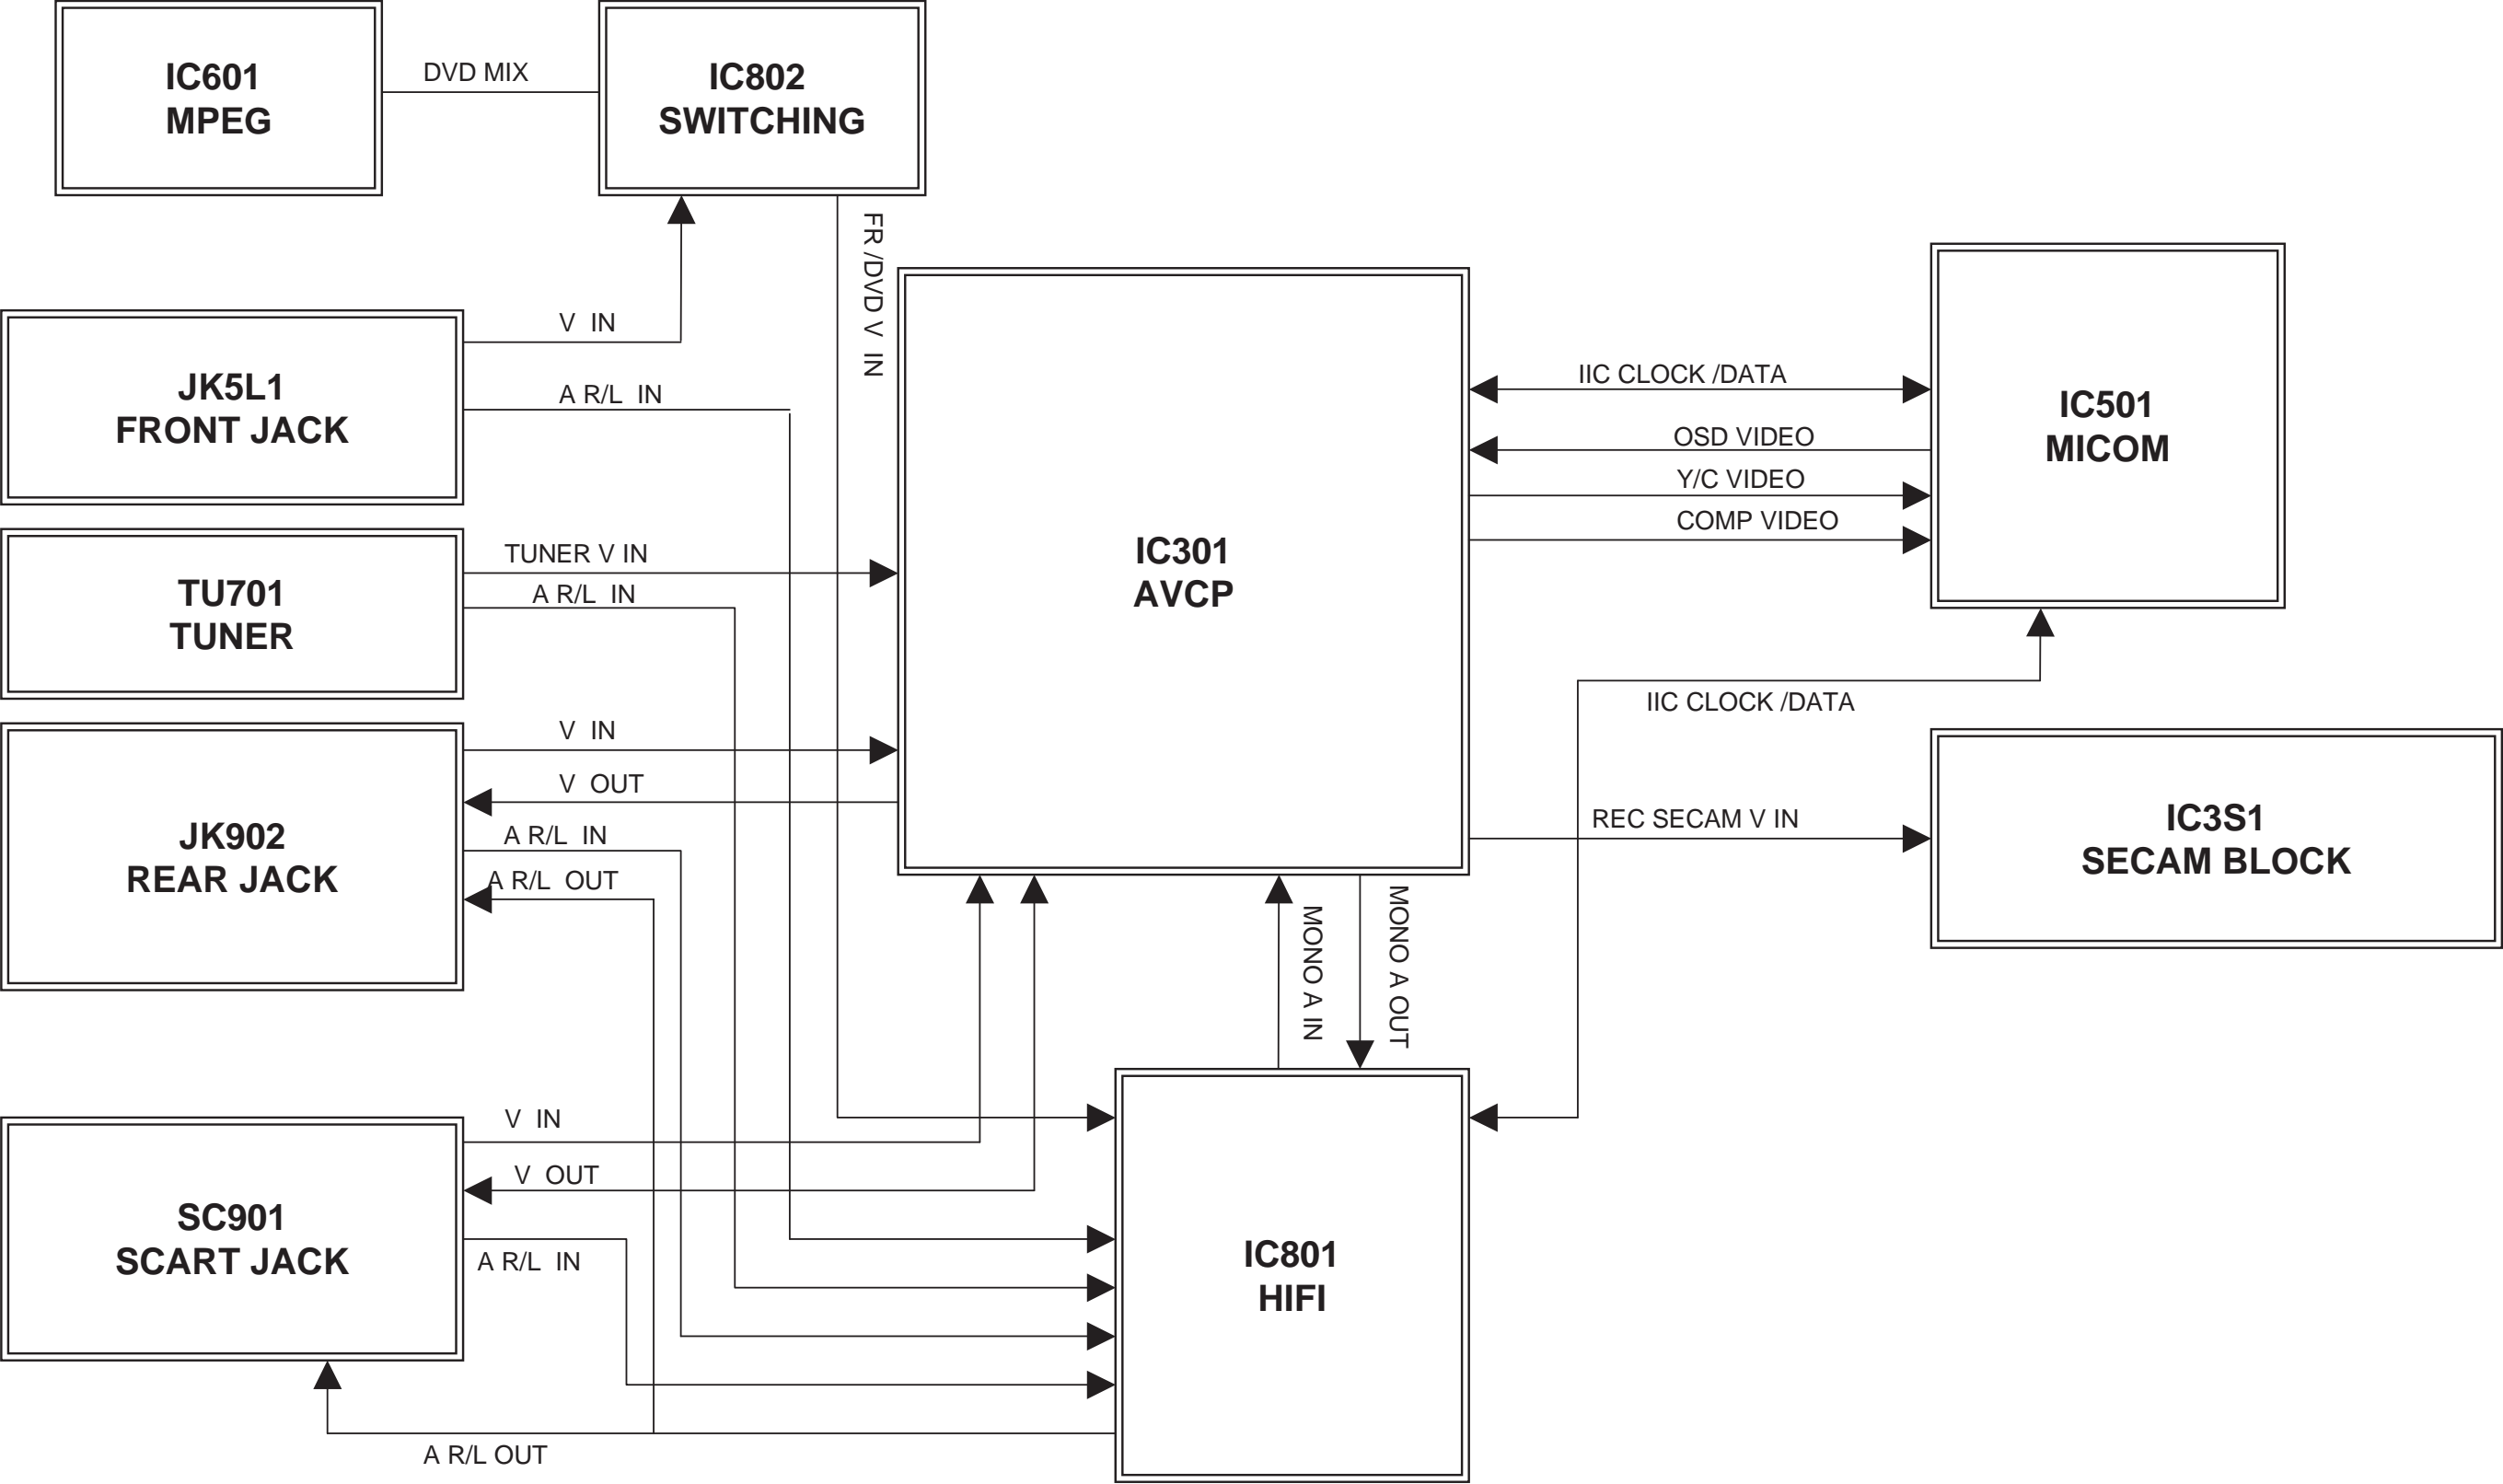 IC601
MPEG
DVD MIX
IC802
SWITCHING
FR /DVD V IN
JK5L1
FRONT JACK
V IN
A R/L IN
TU701
TUNER
TUNER V IN
A R/L IN
JK902
REAR JACK
V IN
V OUT
A R/L IN
A R/L OUT
SC901
SCART JACK
V IN
V OUT
A R/L IN
A R/L OUT
IC301
AVCP
MONO A IN
MONO A OUT
IC801
HIFI
IIC CLOCK /DATA
OSD VIDEO
Y/C VIDEO
COMP VIDEO
IC501
MICOM
IIC CLOCK /DATA
REC SECAM V IN
IC3S1
SECAM BLOCK